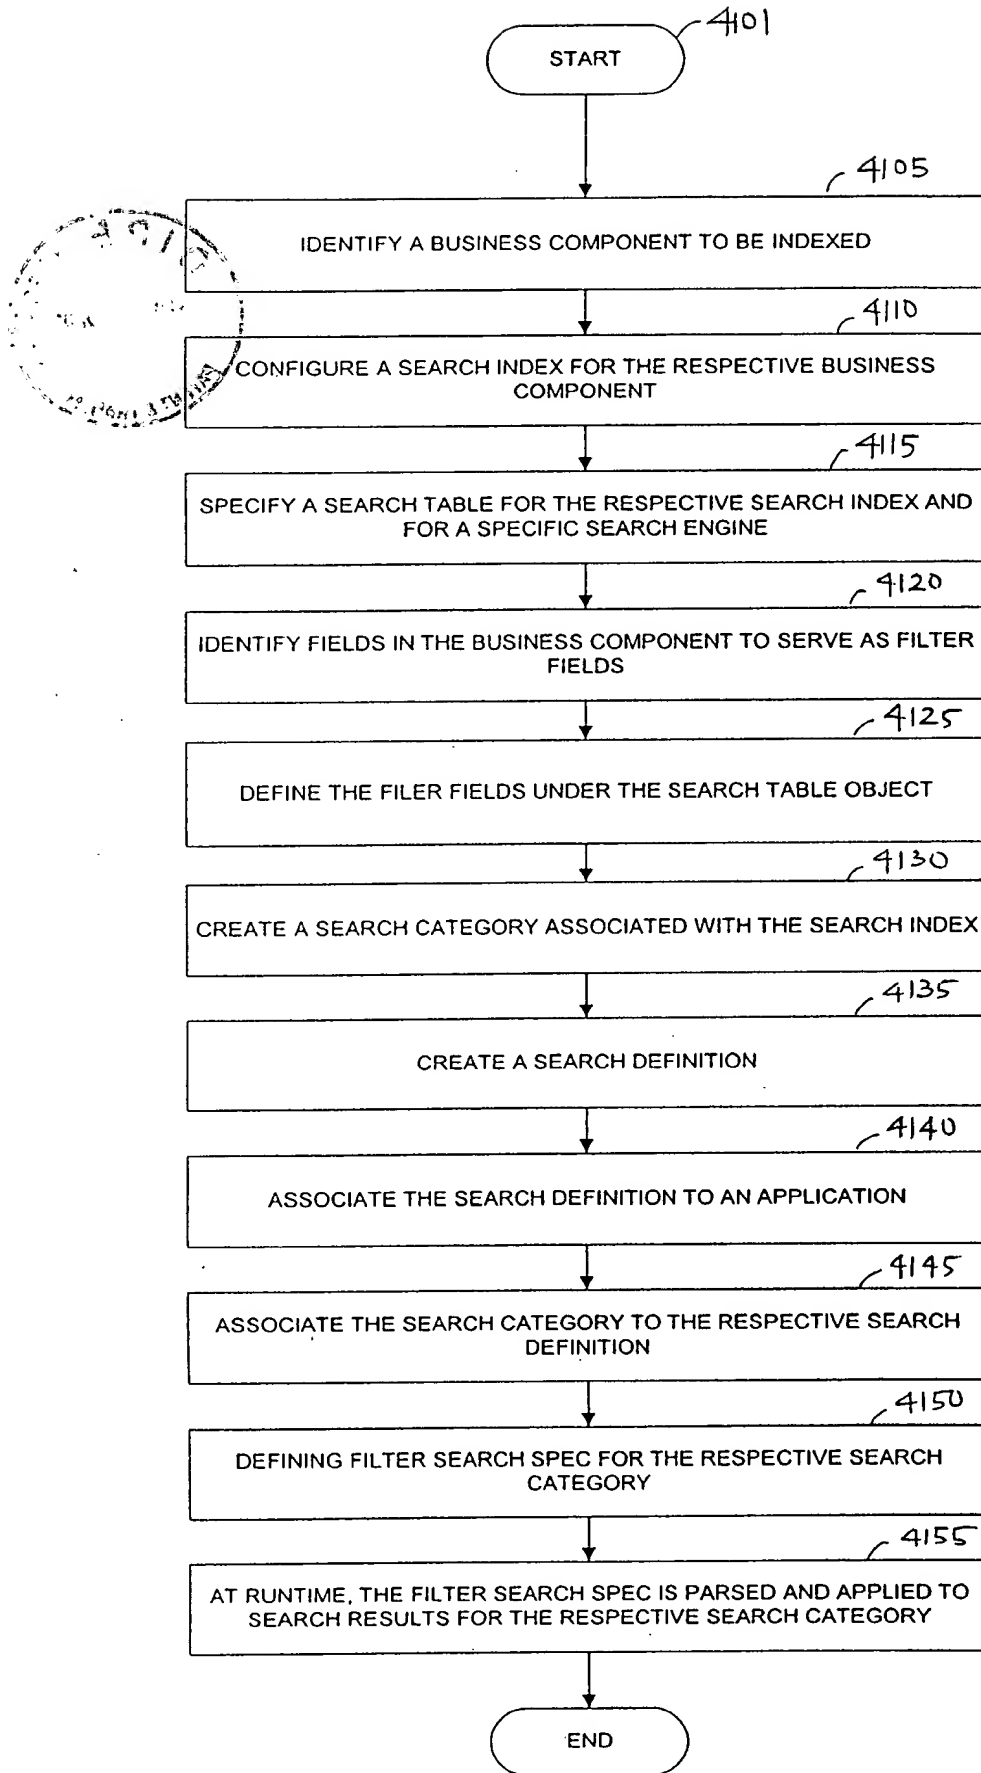 4101
START
4105
IDENTIFY A BUSINESS COMPONENT TO BE INDEXED
4110
CONFIGURE A SEARCH INDEX FOR THE RESPECTIVE BUSINESS
COMPONENT
4115
SPECIFY A SEARCH TABLE FOR THE RESPECTIVE SEARCH INDEX AND
FOR A SPECIFIC SEARCH ENGINE
4120
IDENTIFY FIELDS IN THE BUSINESS COMPONENT TO SERVE AS FILTER
FIELDS
4125
DEFINE THE FILER FIELDS UNDER THE SEARCH TABLE OBJECT
4130
CREATE A SEARCH CATEGORY ASSOCIATED WITH THE SEARCH INDEX
4135
CREATE A SEARCH DEFINITION
4140
ASSOCIATE THE SEARCH DEFINITION TO AN APPLICATION
4145
ASSOCIATE THE SEARCH CATEGORY TO THE RESPECTIVE SEARCH
DEFINITION
4150
DEFINING FILTER SEARCH SPEC FOR THE RESPECTIVE SEARCH
CATEGORY
4155
AT RUNTIME, THE FILTER SEARCH SPEC IS PARSED AND APPLIED TO
SEARCH RESULTS FOR THE RESPECTIVE SEARCH CATEGORY
END